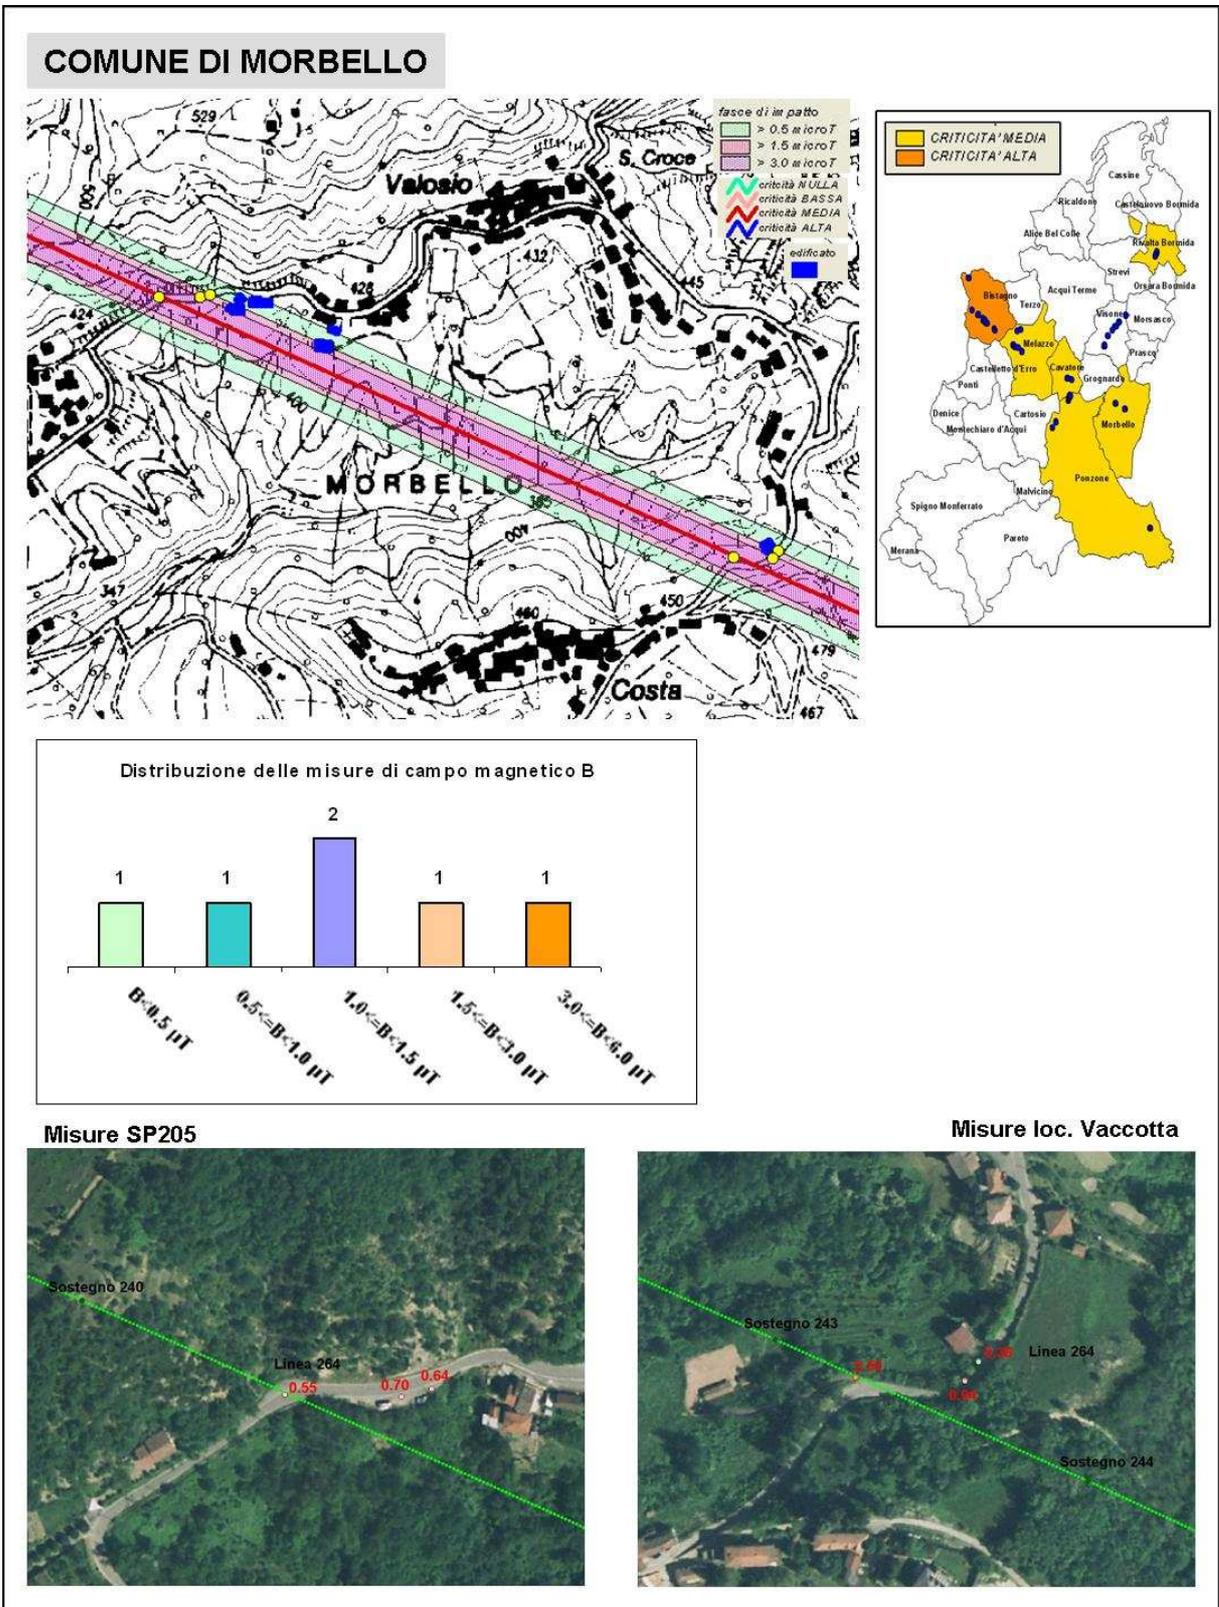 COMUNE DI MORBELLO
529
500
Valosio
S. Croce
432
445
428
424
400
MORBELLO
385
400
347
460
450
479
Costa
467
fasce di impatto
> 0.5 microT
> 1.5 microT
> 3.0 microT
criticità NULLA
criticità BASSA
criticità MEDIA
criticità ALTA
edificato
CRITICITA' MEDIA
CRITICITA' ALTA
Cassine
Ricaldone
Castelnuovo Bormida
Alice Bel Colle
Rivalta Bormida
Strevi
Orsara Bormida
Bistagno
Terzo
Acqui Terme
Visone
Morsasco
Melazzo
Prasco
Castelletto d'Erro
Cavatore
Grognardo
Ponti
Denice
Cartosio
Morbello
Montechiaro d'Acqui
Ponzone
Malvicino
Spigno Monferrato
Pareto
Merana
Distribuzione delle misure di campo magnetico B
2
1
1
1
1
B<0.5 µT
0.5<=B<1.0 µT
1.0<=B<1.5 µT
1.5<=B<3.0 µT
3.0<=B<6.0 µT
Misure SP205
Misure loc. Vaccotta
Sostegno 240
Linea 264
0.55
0.70
0.64
Sostegno 243
Linea 264
Sostegno 244